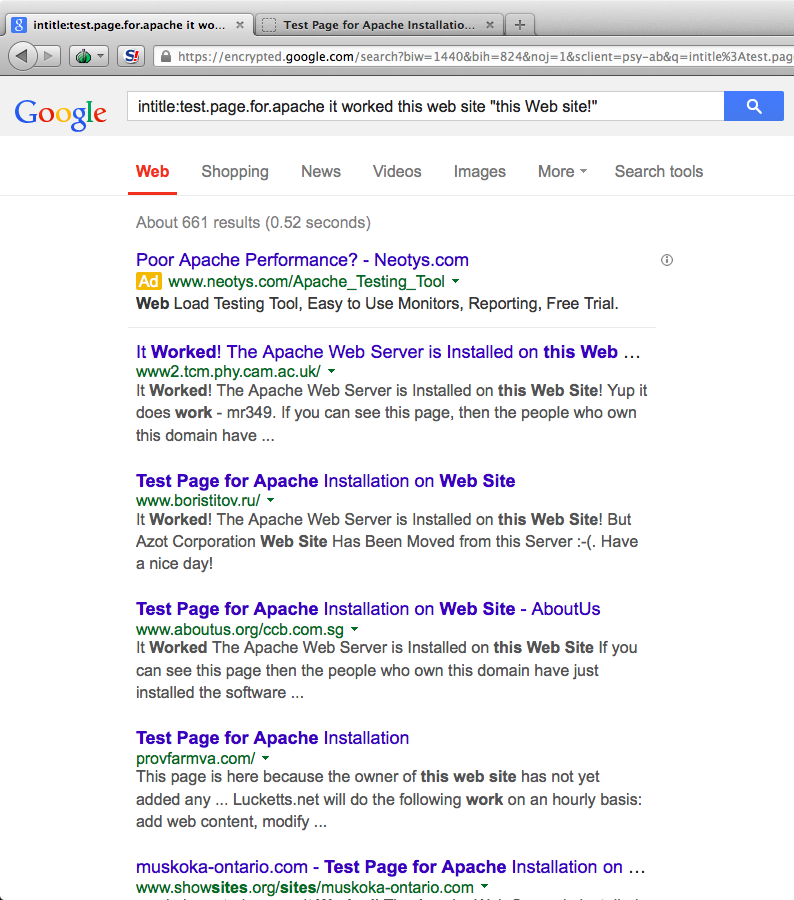 intitle:test.page.for.apache it wo... Test Page for Apache Installatio...
https://encrypted.google.com/search?biw=1440&bih=824&noj=1&sclient=psy-ab&q=intitle%3Atest.pag
Google intitle:test.page.for.apache it worked this web site "this Web site!"
Web Shopping News Videos Images More Search tools
About 661 results (0.52 seconds)
Poor Apache Performance? - Neotys.com
Ad www.neotys.com/Apache_Testing_Tool
Web Load Testing Tool, Easy to Use Monitors, Reporting, Free Trial.
It Worked! The Apache Web Server is Installed on this Web ...
www2.tcm.phy.cam.ac.uk/
It Worked! The Apache Web Server is Installed on this Web Site! Yup it
does work - mr349. If you can see this page, then the people who own
this domain have ...
Test Page for Apache Installation on Web Site
www.boristitov.ru/
It Worked! The Apache Web Server is Installed on this Web Site! But
Azot Corporation Web Site Has Been Moved from this Server :-(. Have
a nice day!
Test Page for Apache Installation on Web Site - AboutUs
www.aboutus.org/ccb.com.sg
It Worked The Apache Web Server is Installed on this Web Site If you
can see this page then the people who own this domain have just
installed the software ...
Test Page for Apache Installation
provfarmva.com/
This page is here because the owner of this web site has not yet
added any ... Lucketts.net will do the following work on an hourly basis:
add web content, modify ...
muskoka-ontario.com - Test Page for Apache Installation on ...
www.showsites.org/sites/muskoka-ontario.com